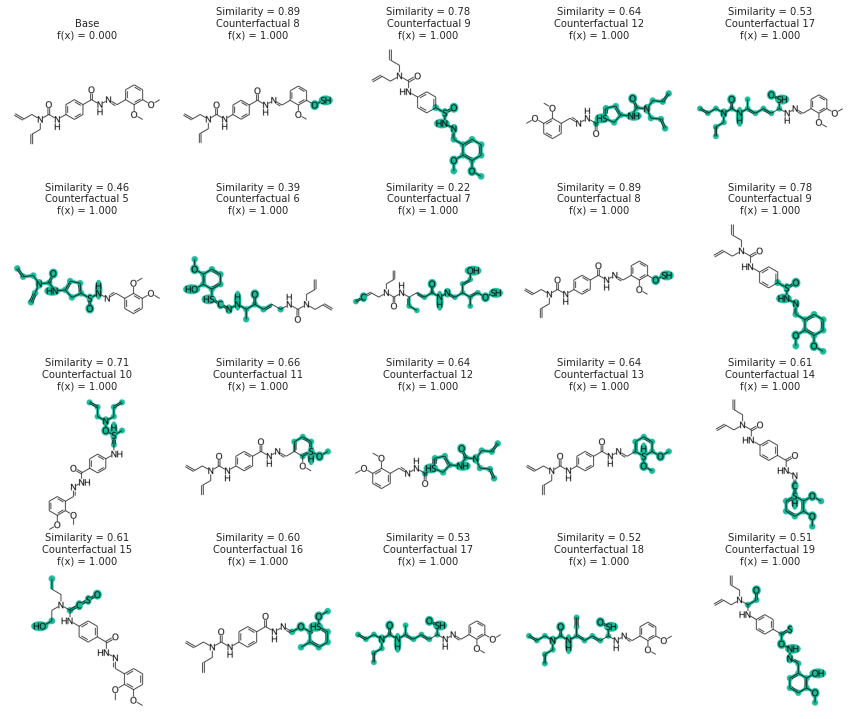 Base
f(x) = 0.000
Similarity = 0.89
Counterfactual 8
f(x) = 1.000
Similarity = 0.78
Counterfactual 9
f(x) = 1.000
Similarity = 0.64
Counterfactual 12
f(x) = 1.000
Similarity = 0.53
Counterfactual 17
f(x) = 1.000
Similarity = 0.46
Counterfactual 5
f(x) = 1.000
Similarity = 0.39
Counterfactual 6
f(x) = 1.000
Similarity = 0.22
Counterfactual 7
f(x) = 1.000
Similarity = 0.89
Counterfactual 8
f(x) = 1.000
Similarity = 0.78
Counterfactual 9
f(x) = 1.000
Similarity = 0.71
Counterfactual 10
f(x) = 1.000
Similarity = 0.66
Counterfactual 11
f(x) = 1.000
Similarity = 0.64
Counterfactual 12
f(x) = 1.000
Similarity = 0.64
Counterfactual 13
f(x) = 1.000
Similarity = 0.61
Counterfactual 14
f(x) = 1.000
Similarity = 0.61
Counterfactual 15
f(x) = 1.000
Similarity = 0.60
Counterfactual 16
f(x) = 1.000
Similarity = 0.53
Counterfactual 17
f(x) = 1.000
Similarity = 0.52
Counterfactual 18
f(x) = 1.000
Similarity = 0.51
Counterfactual 19
f(x) = 1.000